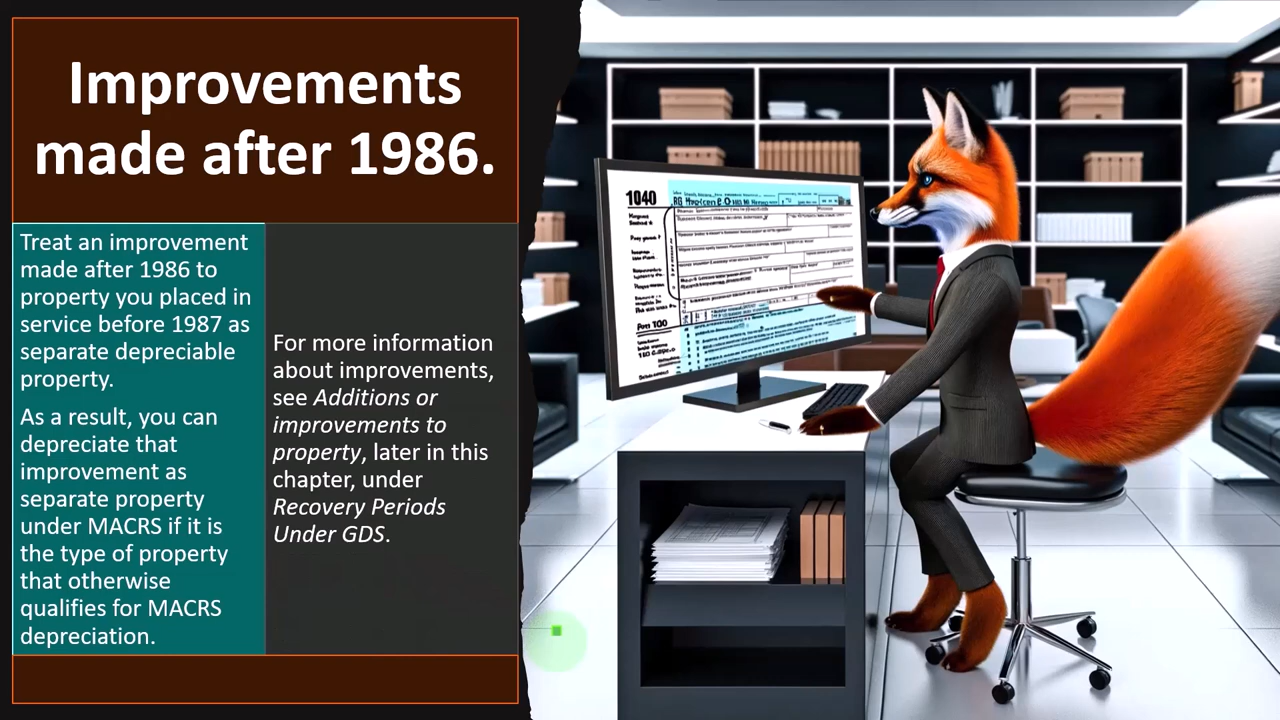 Improvements
made after 1986.
Treat an improvement
made after 1986 to
property you placed in
service before 1987 as
separate depreciable
property.
As a result, you can
depreciate that
improvement as
separate property
under MACRS if it is
the type of property
that otherwise
qualifies for MACRS
depreciation.
For more information
about improvements,
see Additions or
improvements to
property, later in this
chapter, under
Recovery Periods
Under GDS.
1040